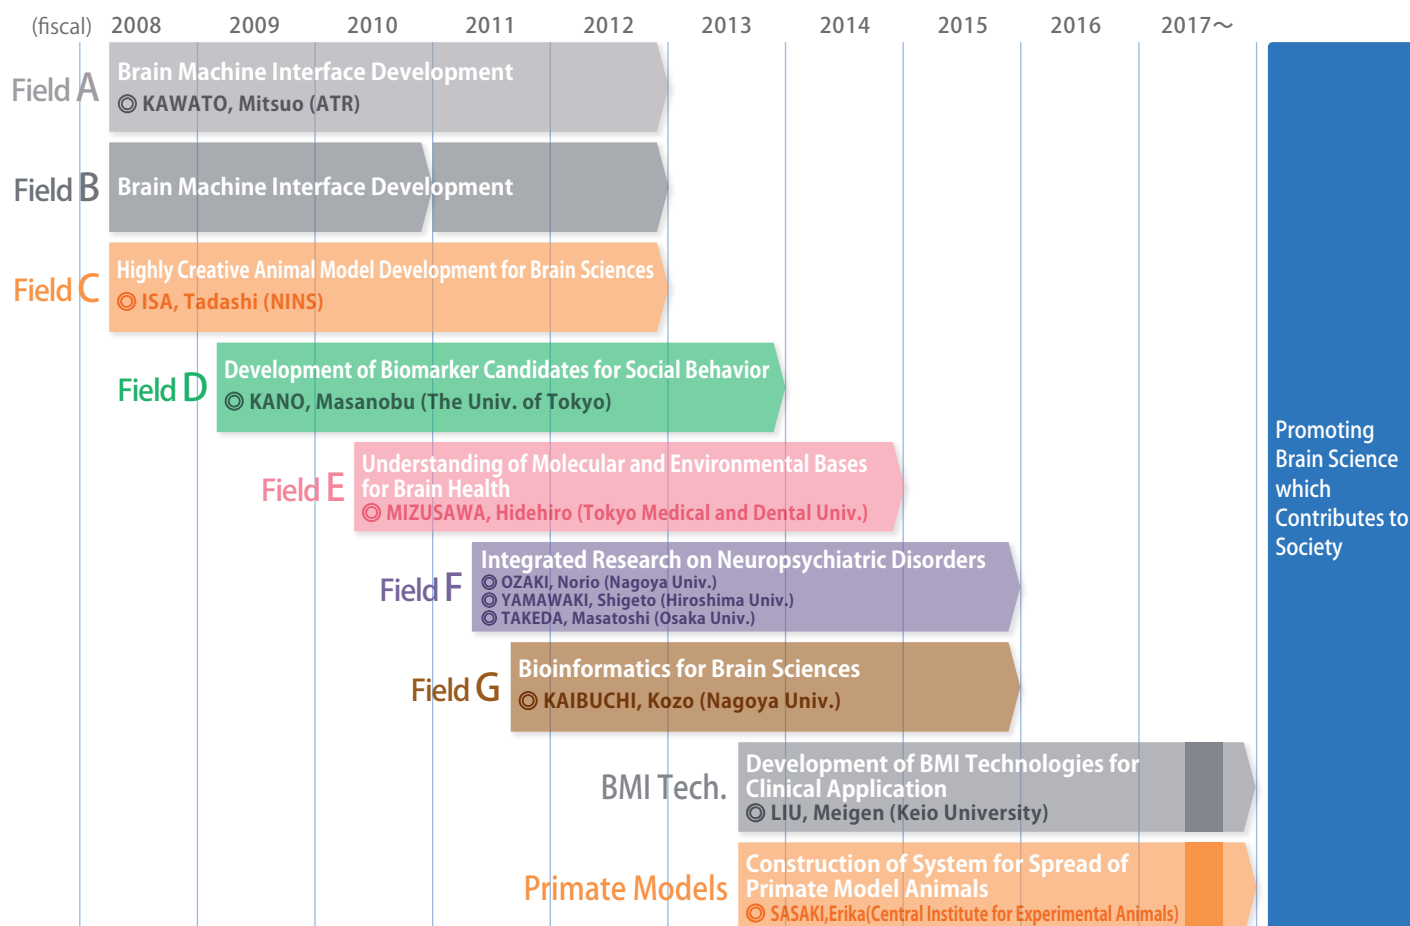 (fiscal) 2008 2009 2010 2011 2012 2013 2014 2015 2016 2017～
Field A
Brain Machine Interface Development
◎ KAWATO, Mitsuo (ATR)
Field B
Brain Machine Interface Development
Field C
Highly Creative Animal Model Development for Brain Sciences
◎ ISA, Tadashi (NINS)
Field D
Development of Biomarker Candidates for Social Behavior
◎ KANO, Masanobu (The Univ. of Tokyo)
Field E
Understanding of Molecular and Environmental Bases
for Brain Health
◎ MIZUSAWA, Hidehiro (Tokyo Medical and Dental Univ.)
Field F
Integrated Research on Neuropsychiatric Disorders
◎ OZAKI, Norio (Nagoya Univ.)
◎ YAMAWAKI, Shigeto (Hiroshima Univ.)
◎ TAKEDA, Masatoshi (Osaka Univ.)
Field G
Bioinformatics for Brain Sciences
◎ KAIBUCHI, Kozo (Nagoya Univ.)
BMI Tech.
Development of BMI Technologies for
Clinical Application
◎ LIU, Meigen (Keio University)
Primate Models
Construction of System for Spread of
Primate Model Animals
◎ SASAKI,Erika(Central Institute for Experimental Animals)
Promoting
Brain Science
which
Contributes to
Society